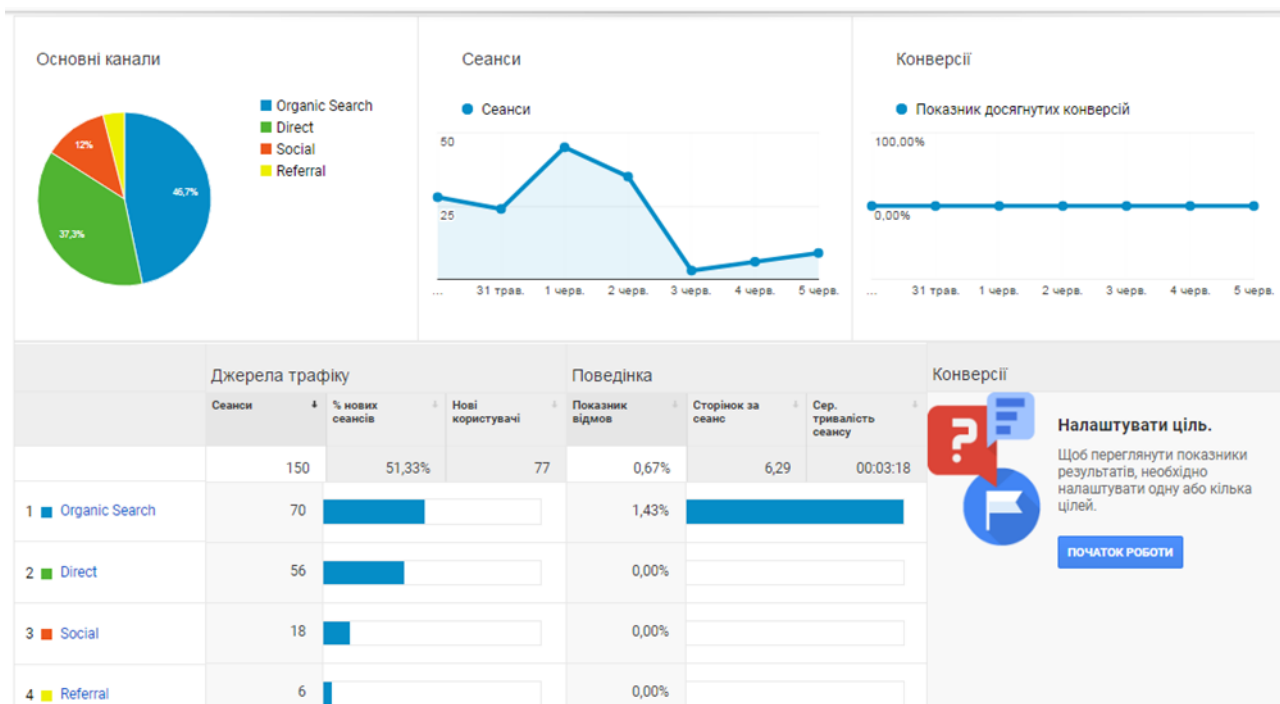 Основні канали
Organic Search
Direct
Social
Referral
12%
46,7%
37,3%
Сеанси
Сеанси
50
25
...
31 трав.
1 черв.
2 черв.
3 черв.
4 черв.
5 черв.
Конверсії
Показник досягнутих конверсій
100,00%
0,00%
...
31 трав.
1 черв.
2 черв.
3 черв.
4 черв.
5 черв.
Джерела трафіку
Поведінка
Конверсії
Сеанси
% нових
сеансів
Нові
користувачі
Показник
відмов
Сторінок за
сеанс
Сер.
тривалість
сеансу
150 51,33% 77 0,67% 6,29 00:03:18
1 Organic Search 70 1,43%
2 Direct 56 0,00%
3 Social 18 0,00%
4 Referral 6 0,00%
?
Налаштувати ціль.
Щоб переглянути показники
результатів, необхідно
налаштувати одну або кілька
цілей.
ПОЧАТОК РОБОТИ